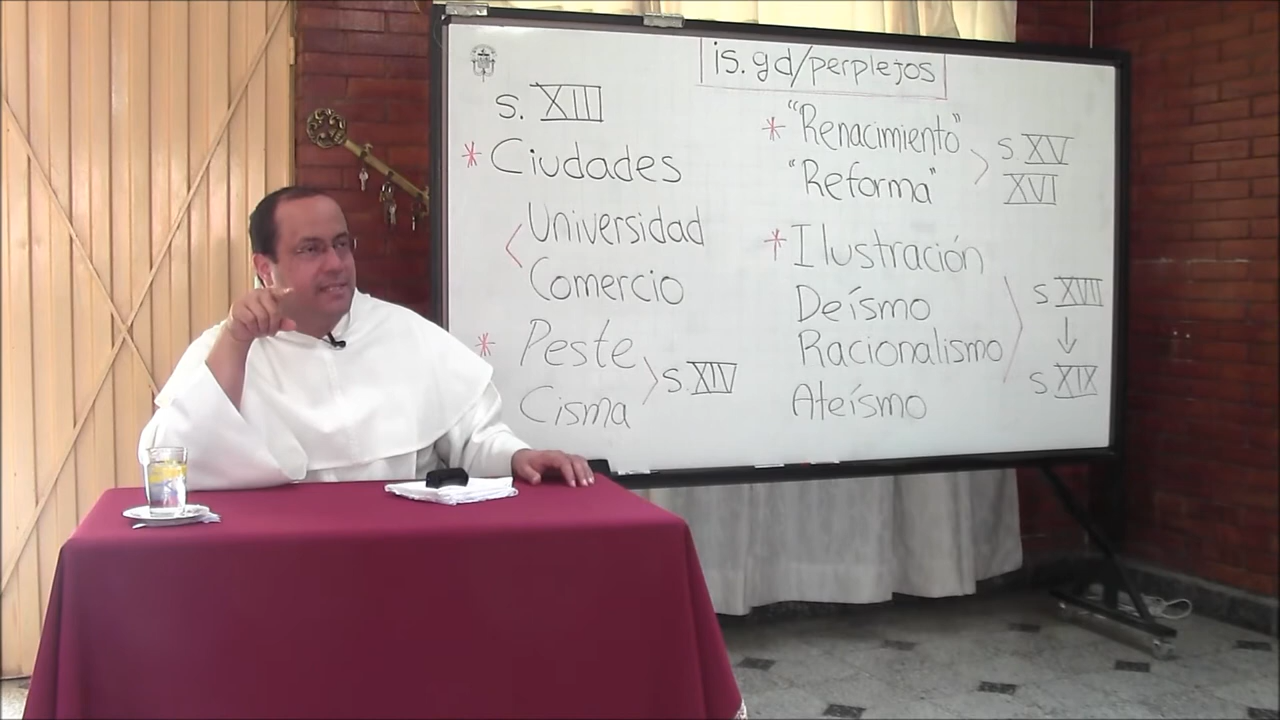 is.gd/perplejos
s. XIII
* Ciudades
Universidad
Comercio
* Peste
Cisma
s. XIV
* "Renacimiento"
"Reforma"
s. XV
XVI
* Ilustración
Deísmo
Racionalismo
Ateísmo
s XVII
↓
s. XIX